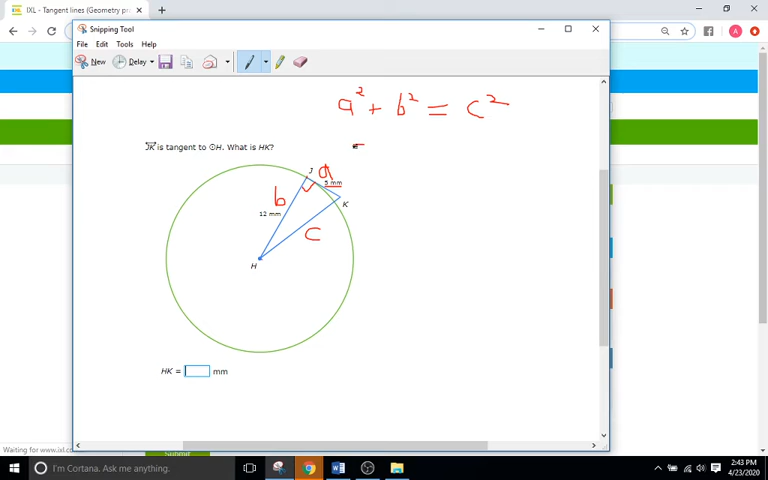 IXL - Tangent lines (Geometry pr
Snipping Tool
File Edit Tools Help
New Delay
a² + b² = c²
JK is tangent to ⊙H. What is HK?
J
a
5 mm
K
b
12 mm
c
H
HK = mm
Waiting for www.ixl
Submit
I'm Cortana. Ask me anything.
2:43 PM
4/23/2020